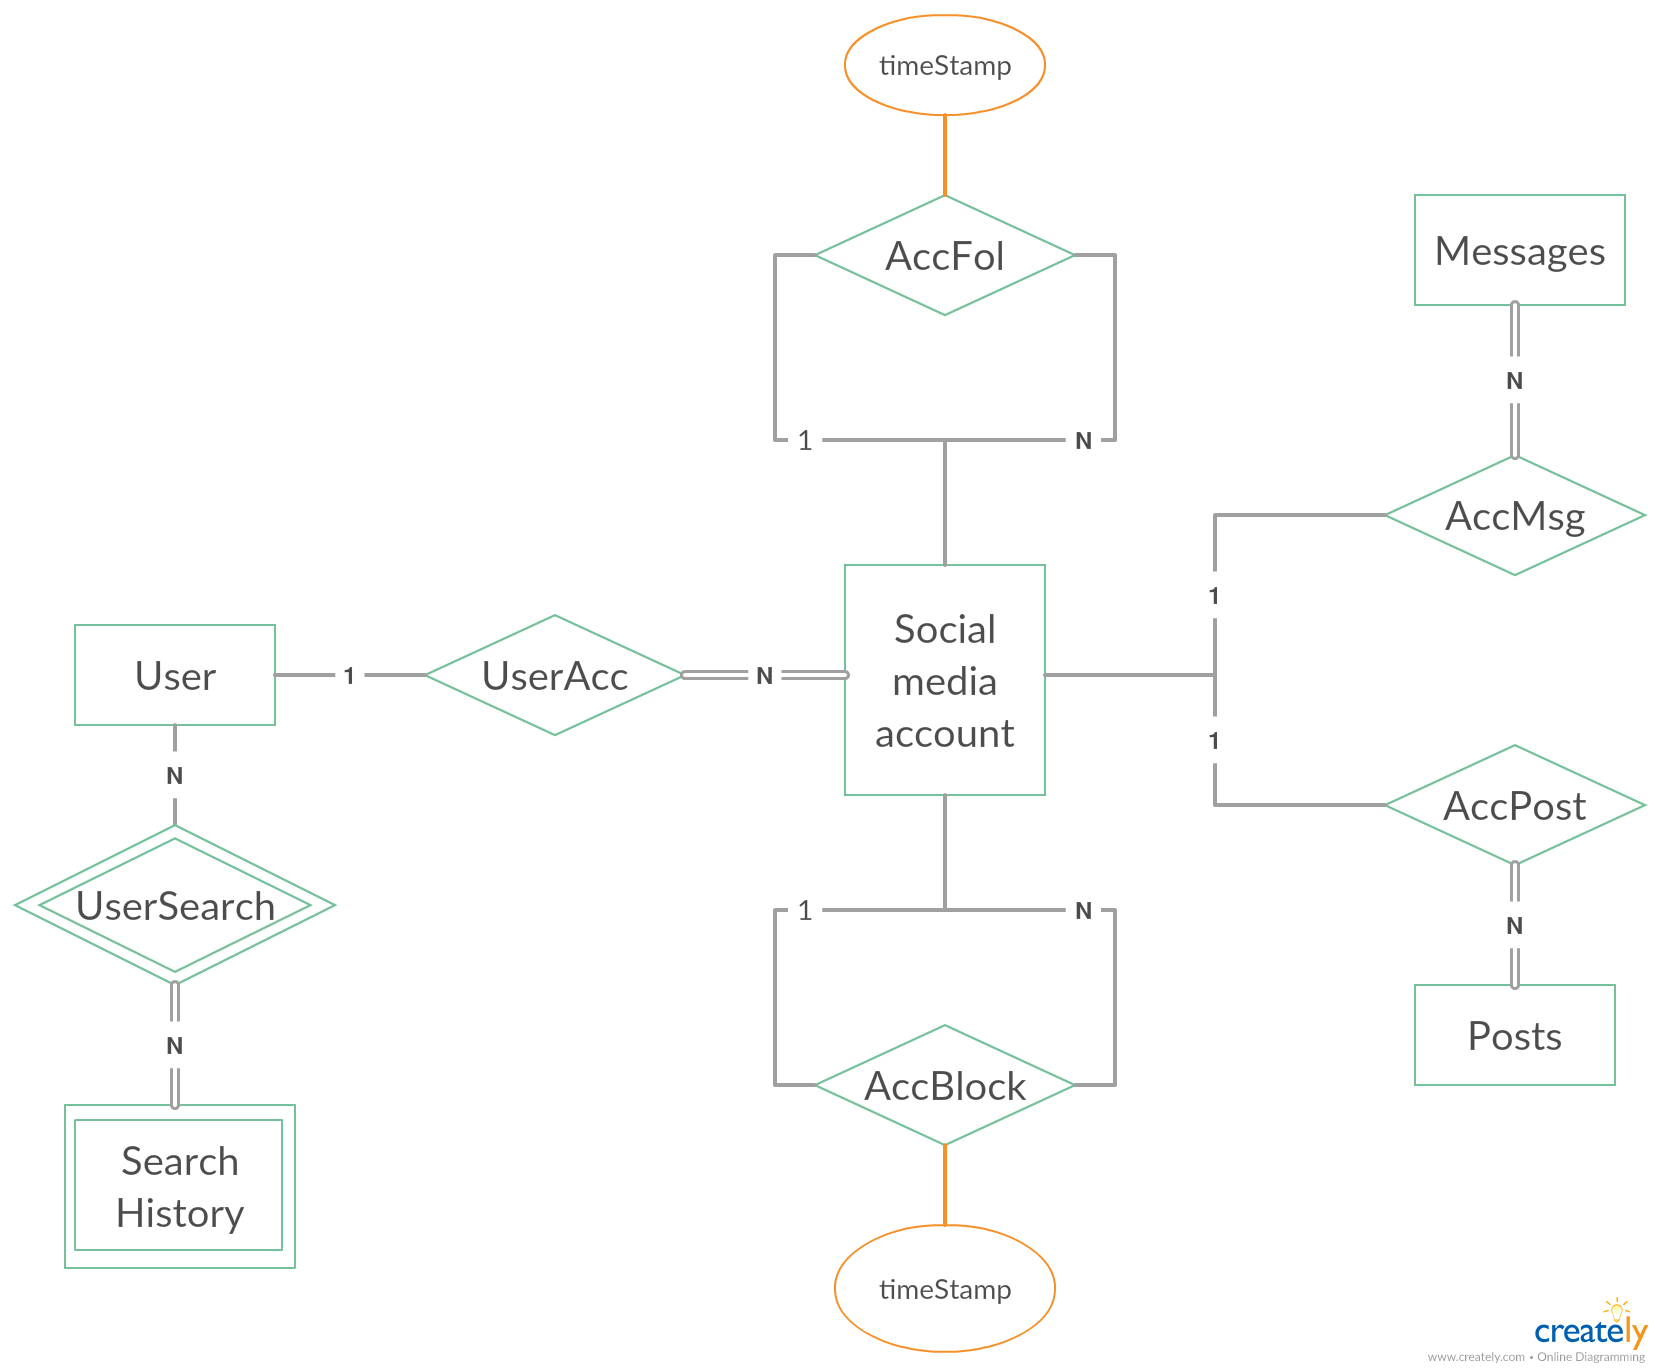 timeStamp
AccFol
Messages
N
1
N
AccMsg
1
Social
media
account
User
1
UserAcc
N
N
1
AccPost
UserSearch
1
N
N
N
Search
History
Posts
AccBlock
timeStamp
creately
www.creately.com • Online Diagramming